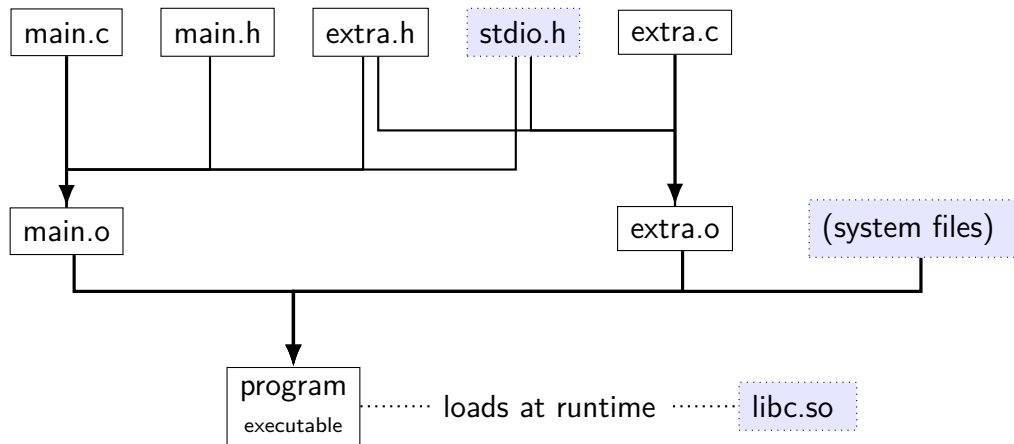 main.c
main.h
extra.h
stdio.h
extra.c
main.o
extra.o
(system files)
program
executable
loads at runtime
libc.so